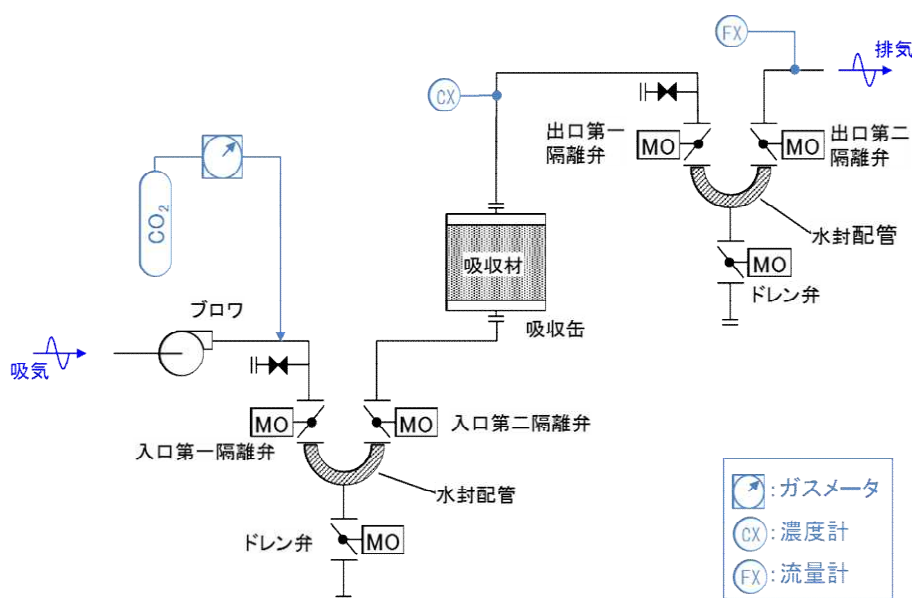 FX
排気
CX
出口第一
隔離弁
MO
MO
出口第二
隔離弁
水封配管
MO
ドレン弁
CO₂
吸収材
吸収缶
ブロワ
吸気
MO
MO
入口第二隔離弁
入口第一隔離弁
水封配管
ドレン弁
MO
:ガスメータ
CX:濃度計
FX:流量計